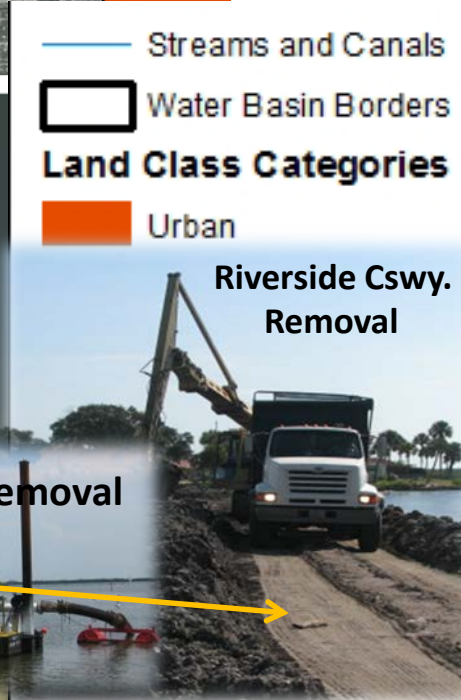 Streams and Canals
Water Basin Borders
Land Class Categories
Urban
Riverside Cswy.
Removal
emoval